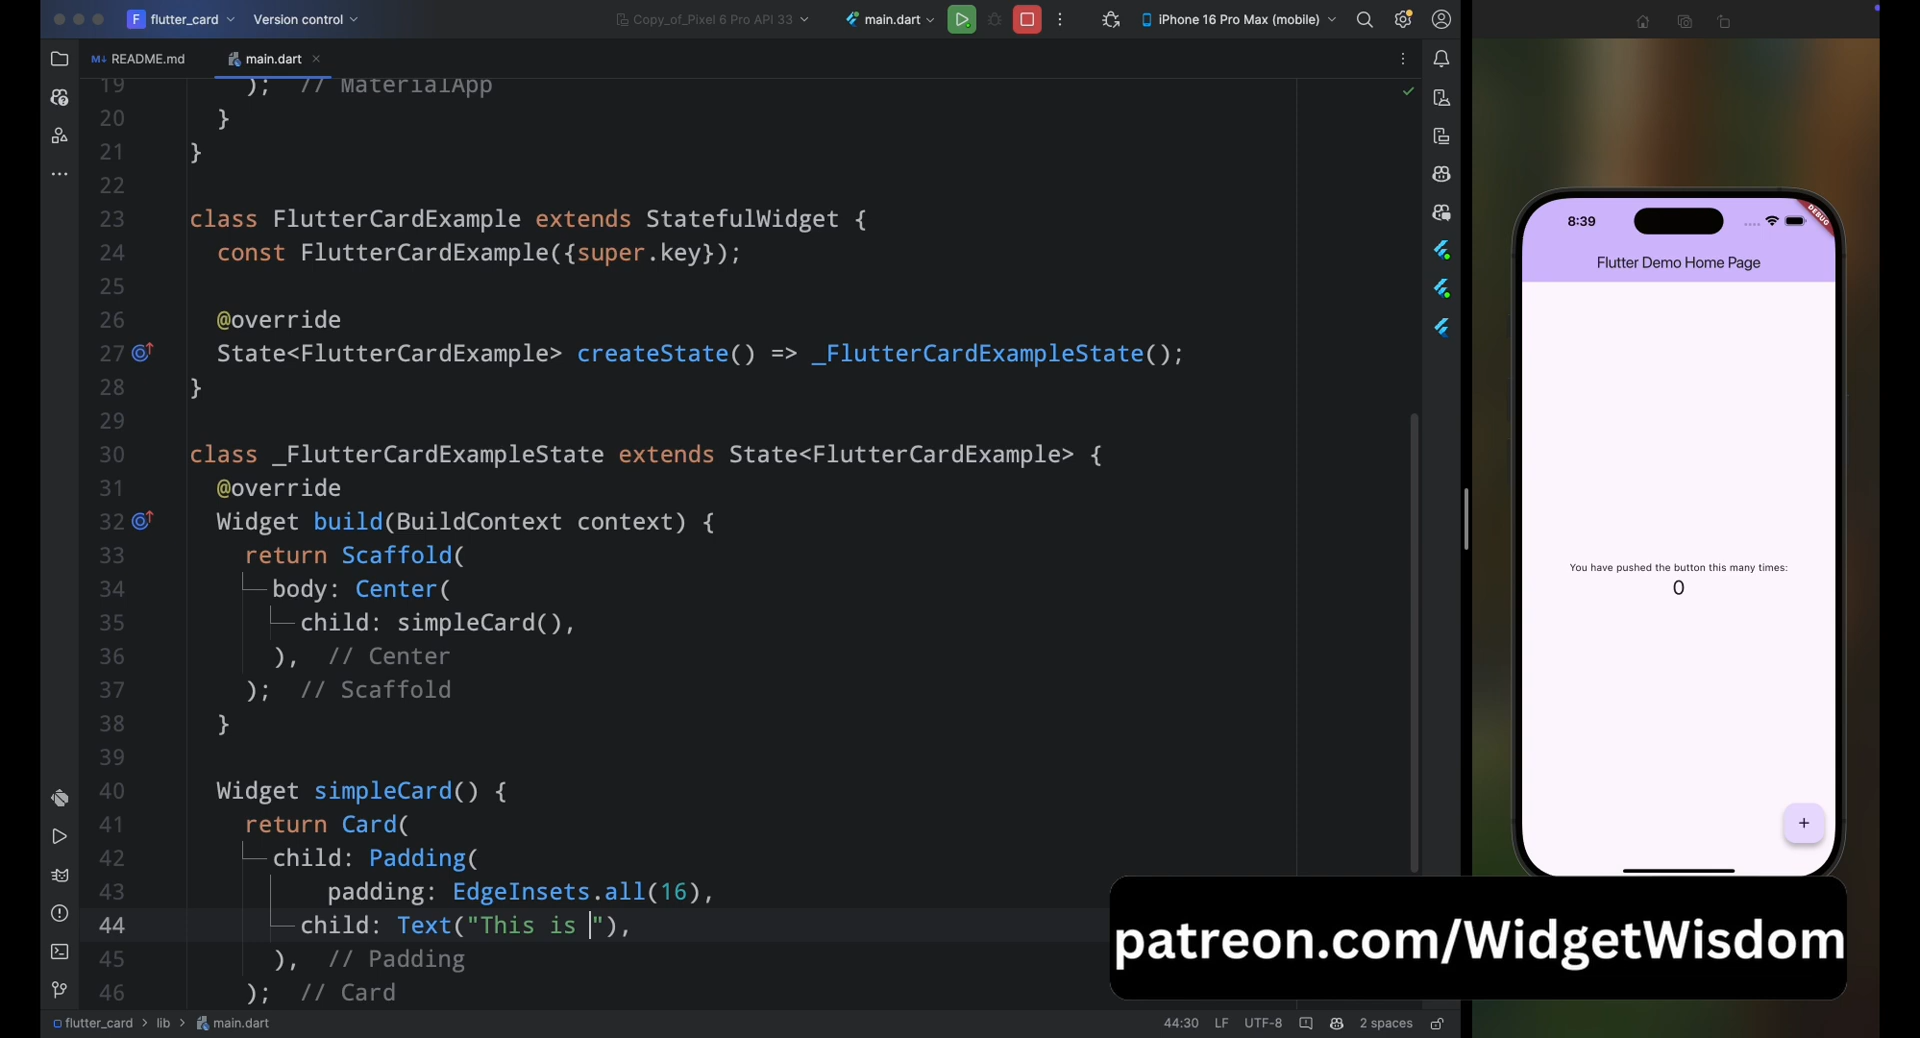 F flutter_card Version control Copy_of_Pixel 6 Pro API 33 main.dart iPhone 16 Pro Max (mobile)
M↓ README.md main.dart
19 ); // MaterialApp
20 }
21 }
22
23 class FlutterCardExample extends StatefulWidget {
24 const FlutterCardExample({super.key});
25
26 @override
27 State<FlutterCardExample> createState() => _FlutterCardExampleState();
28 }
29
30 class _FlutterCardExampleState extends State<FlutterCardExample> {
31 @override
32 Widget build(BuildContext context) {
33 return Scaffold(
34 body: Center(
35 child: simpleCard(),
36 ), // Center
37 ); // Scaffold
38 }
39
40 Widget simpleCard() {
41 return Card(
42 child: Padding(
43 padding: EdgeInsets.all(16),
44 child: Text("This is "),
45 ), // Padding
46 ); // Card
flutter_card > lib > main.dart 44:30 LF UTF-8 2 spaces
8:39
DEBUG
Flutter Demo Home Page
You have pushed the button this many times:
0
+
patreon.com/WidgetWisdom